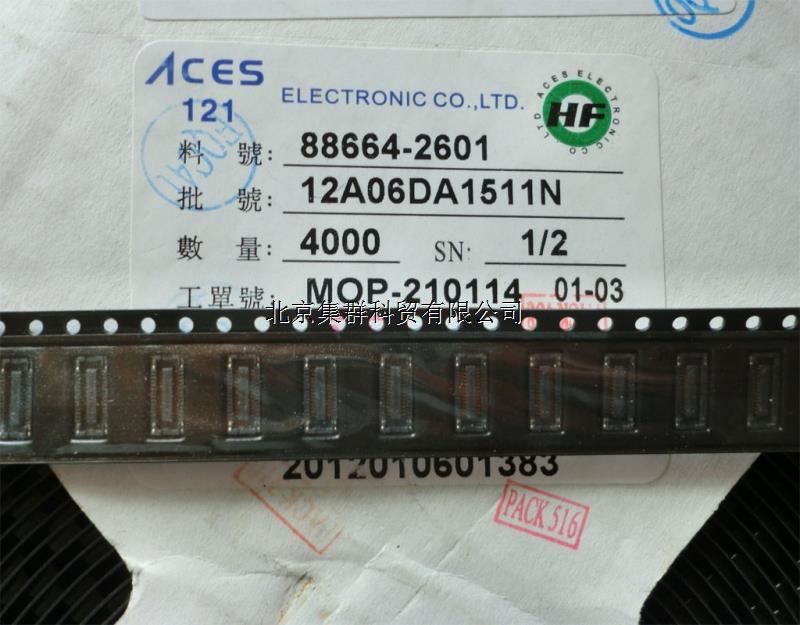 ACES
121
ELECTRONIC CO.,LTD.
ACES ELECTRONIC CO., LTD
HF
料 號: 88664-2601
批 號: 12A06DA1511N
數 量: 4000 SN: 1/2
工單號: MOP-210114 01-03
北京集群科贸有限公司
2012010601383
PACK 516